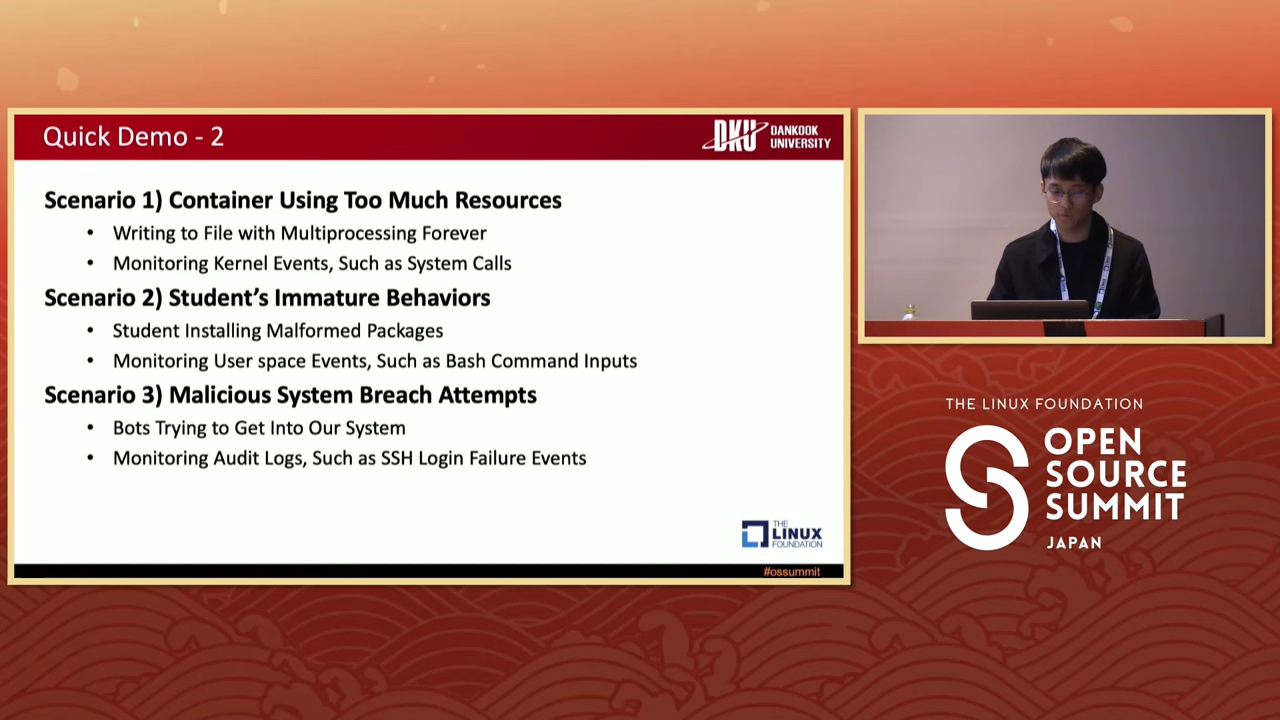 Quick Demo - 2
DKU
DANKOOK
UNIVERSITY
Scenario 1) Container Using Too Much Resources
• Writing to File with Multiprocessing Forever
• Monitoring Kernel Events, Such as System Calls
Scenario 2) Student's Immature Behaviors
• Student Installing Malformed Packages
• Monitoring User space Events, Such as Bash Command Inputs
Scenario 3) Malicious System Breach Attempts
• Bots Trying to Get Into Our System
• Monitoring Audit Logs, Such as SSH Login Failure Events
THE
LINUX
FOUNDATION
#ossummit
THE LINUX FOUNDATION
OPEN
SOURCE
SUMMIT
JAPAN